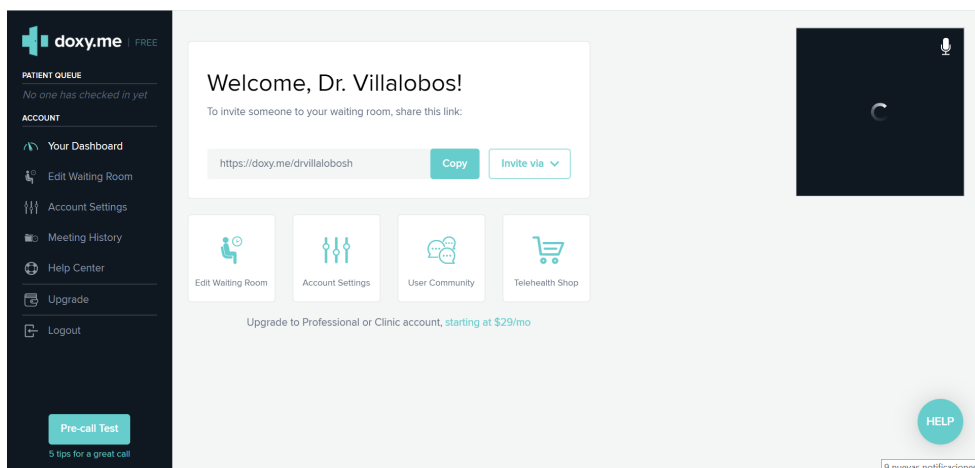 doxy.me | FREE
PATIENT QUEUE
No one has checked in yet
ACCOUNT
Your Dashboard
Edit Waiting Room
Account Settings
Meeting History
Help Center
Upgrade
Logout
Pre-call Test
5 tips for a great call
Welcome, Dr. Villalobos!
To invite someone to your waiting room, share this link:
https://doxy.me/drvillalobosh
Copy
Invite via
Edit Waiting Room
Account Settings
User Community
Telehealth Shop
Upgrade to Professional or Clinic account, starting at $29/mo
HELP
9 nuevas notificaciones